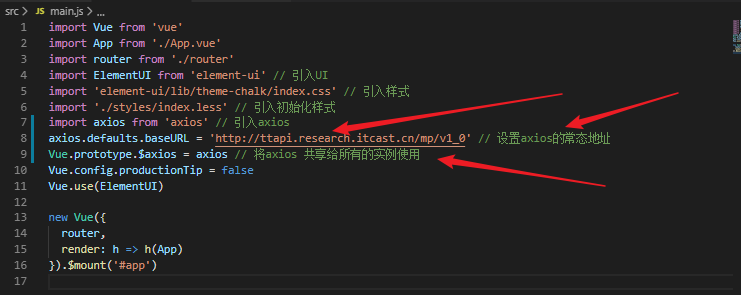 src > JS main.js > ...
1 import Vue from 'vue'
2 import App from './App.vue'
3 import router from './router'
4 import ElementUI from 'element-ui' // 引入UI
5 import 'element-ui/lib/theme-chalk/index.css' // 引入样式
6 import './styles/index.less' // 引入初始化样式
7 import axios from 'axios' // 引入axios
8 axios.defaults.baseURL = 'http://ttapi.research.itcast.cn/mp/v1_0' // 设置axios的常态地址
9 Vue.prototype.$axios = axios // 将axios 共享给所有的实例使用
10 Vue.config.productionTip = false
11 Vue.use(ElementUI)
12
13 new Vue({
14   router,
15   render: h => h(App)
16 }).$mount('#app')
17